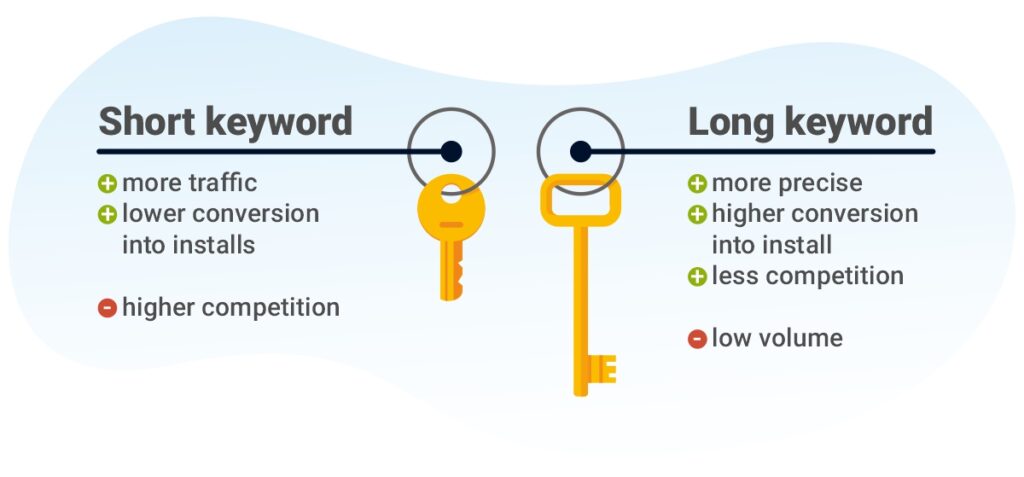 Short keyword
+ more traffic
+ lower conversion
into installs
- higher competition
Long keyword
+ more precise
+ higher conversion
into install
+ less competition
- low volume